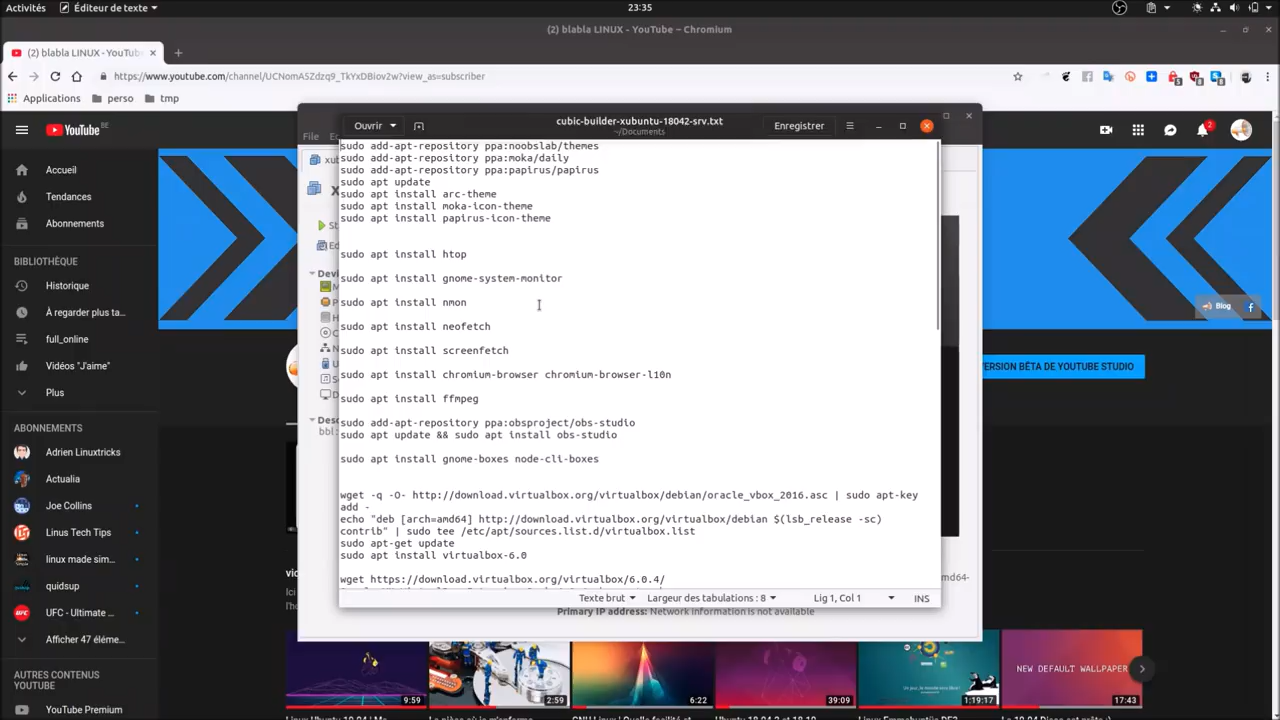 Activités
Éditeur de texte
23:35
(2) blabla LINUX - YouTube – Chromium
(2) blabla LINUX - YouTub
https://www.youtube.com/channel/UCNomA5Zdzq9_TkYxDBiov2w?view_as=subscriber
Applications
perso
tmp
YouTube BE
2
Accueil
Tendances
Abonnements
BIBLIOTHÈQUE
Historique
À regarder plus ta...
full_online
Vidéos "J'aime"
Plus
ABONNEMENTS
Adrien Linuxtricks
Actualia
Joe Collins
Linus Tech Tips
linux made sim...
quidsup
UFC - Ultimate ...
Afficher 47 éléme...
AUTRES CONTENUS
YOUTUBE
YouTube Premium
Ouvrir
cubic-builder-xubuntu-18042-srv.txt
~/Documents
Enregistrer
sudo add-apt-repository ppa:noobslab/themes
sudo add-apt-repository ppa:moka/daily
sudo add-apt-repository ppa:papirus/papirus
sudo apt update
sudo apt install arc-theme
sudo apt install moka-icon-theme
sudo apt install papirus-icon-theme
sudo apt install htop
sudo apt install gnome-system-monitor
sudo apt install nmon
sudo apt install neofetch
sudo apt install screenfetch
sudo apt install chromium-browser chromium-browser-l10n
sudo apt install ffmpeg
sudo add-apt-repository ppa:obsproject/obs-studio
sudo apt update && sudo apt install obs-studio
sudo apt install gnome-boxes node-cli-boxes
wget -q -O- http://download.virtualbox.org/virtualbox/debian/oracle_vbox_2016.asc | sudo apt-key
add -
echo "deb [arch=amd64] http://download.virtualbox.org/virtualbox/debian $(lsb_release -sc)
contrib" | sudo tee /etc/apt/sources.list.d/virtualbox.list
sudo apt-get update
sudo apt install virtualbox-6.0
wget https://download.virtualbox.org/virtualbox/6.0.4/
Texte brut
Largeur des tabulations : 8
Lig 1, Col 1
INS
Primary IP address: Network information is not available
Blog
ERSION BÊTA DE YOUTUBE STUDIO
9:59
2:59
6:22
39:09
1:19:17
NEW DEFAULT WALLPAPER
17:43